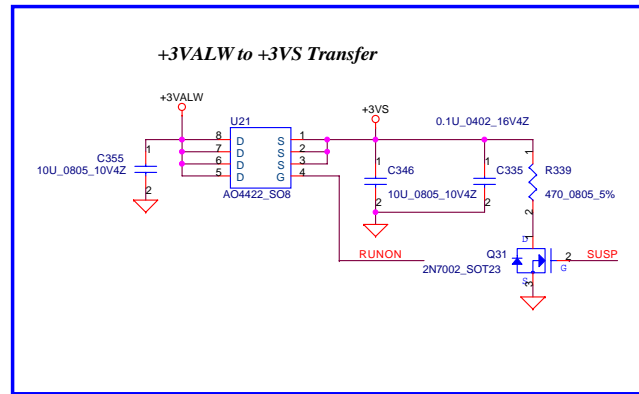 +3VALW to +3VS Transfer
+3VALW
+3VS
0.1U_0402_16V4Z
U21
8 D S 1
7 D S 2
6 D S 3
5 D G 4
AO4422_SO8
1
C355
10U_0805_10V4Z
2
1
C346
10U_0805_10V4Z
2
1
C335
2
1
R339
470_0805_5%
2
RUNON
1
D
Q31
2N7002_SOT23
2
G
SUSP
S
3